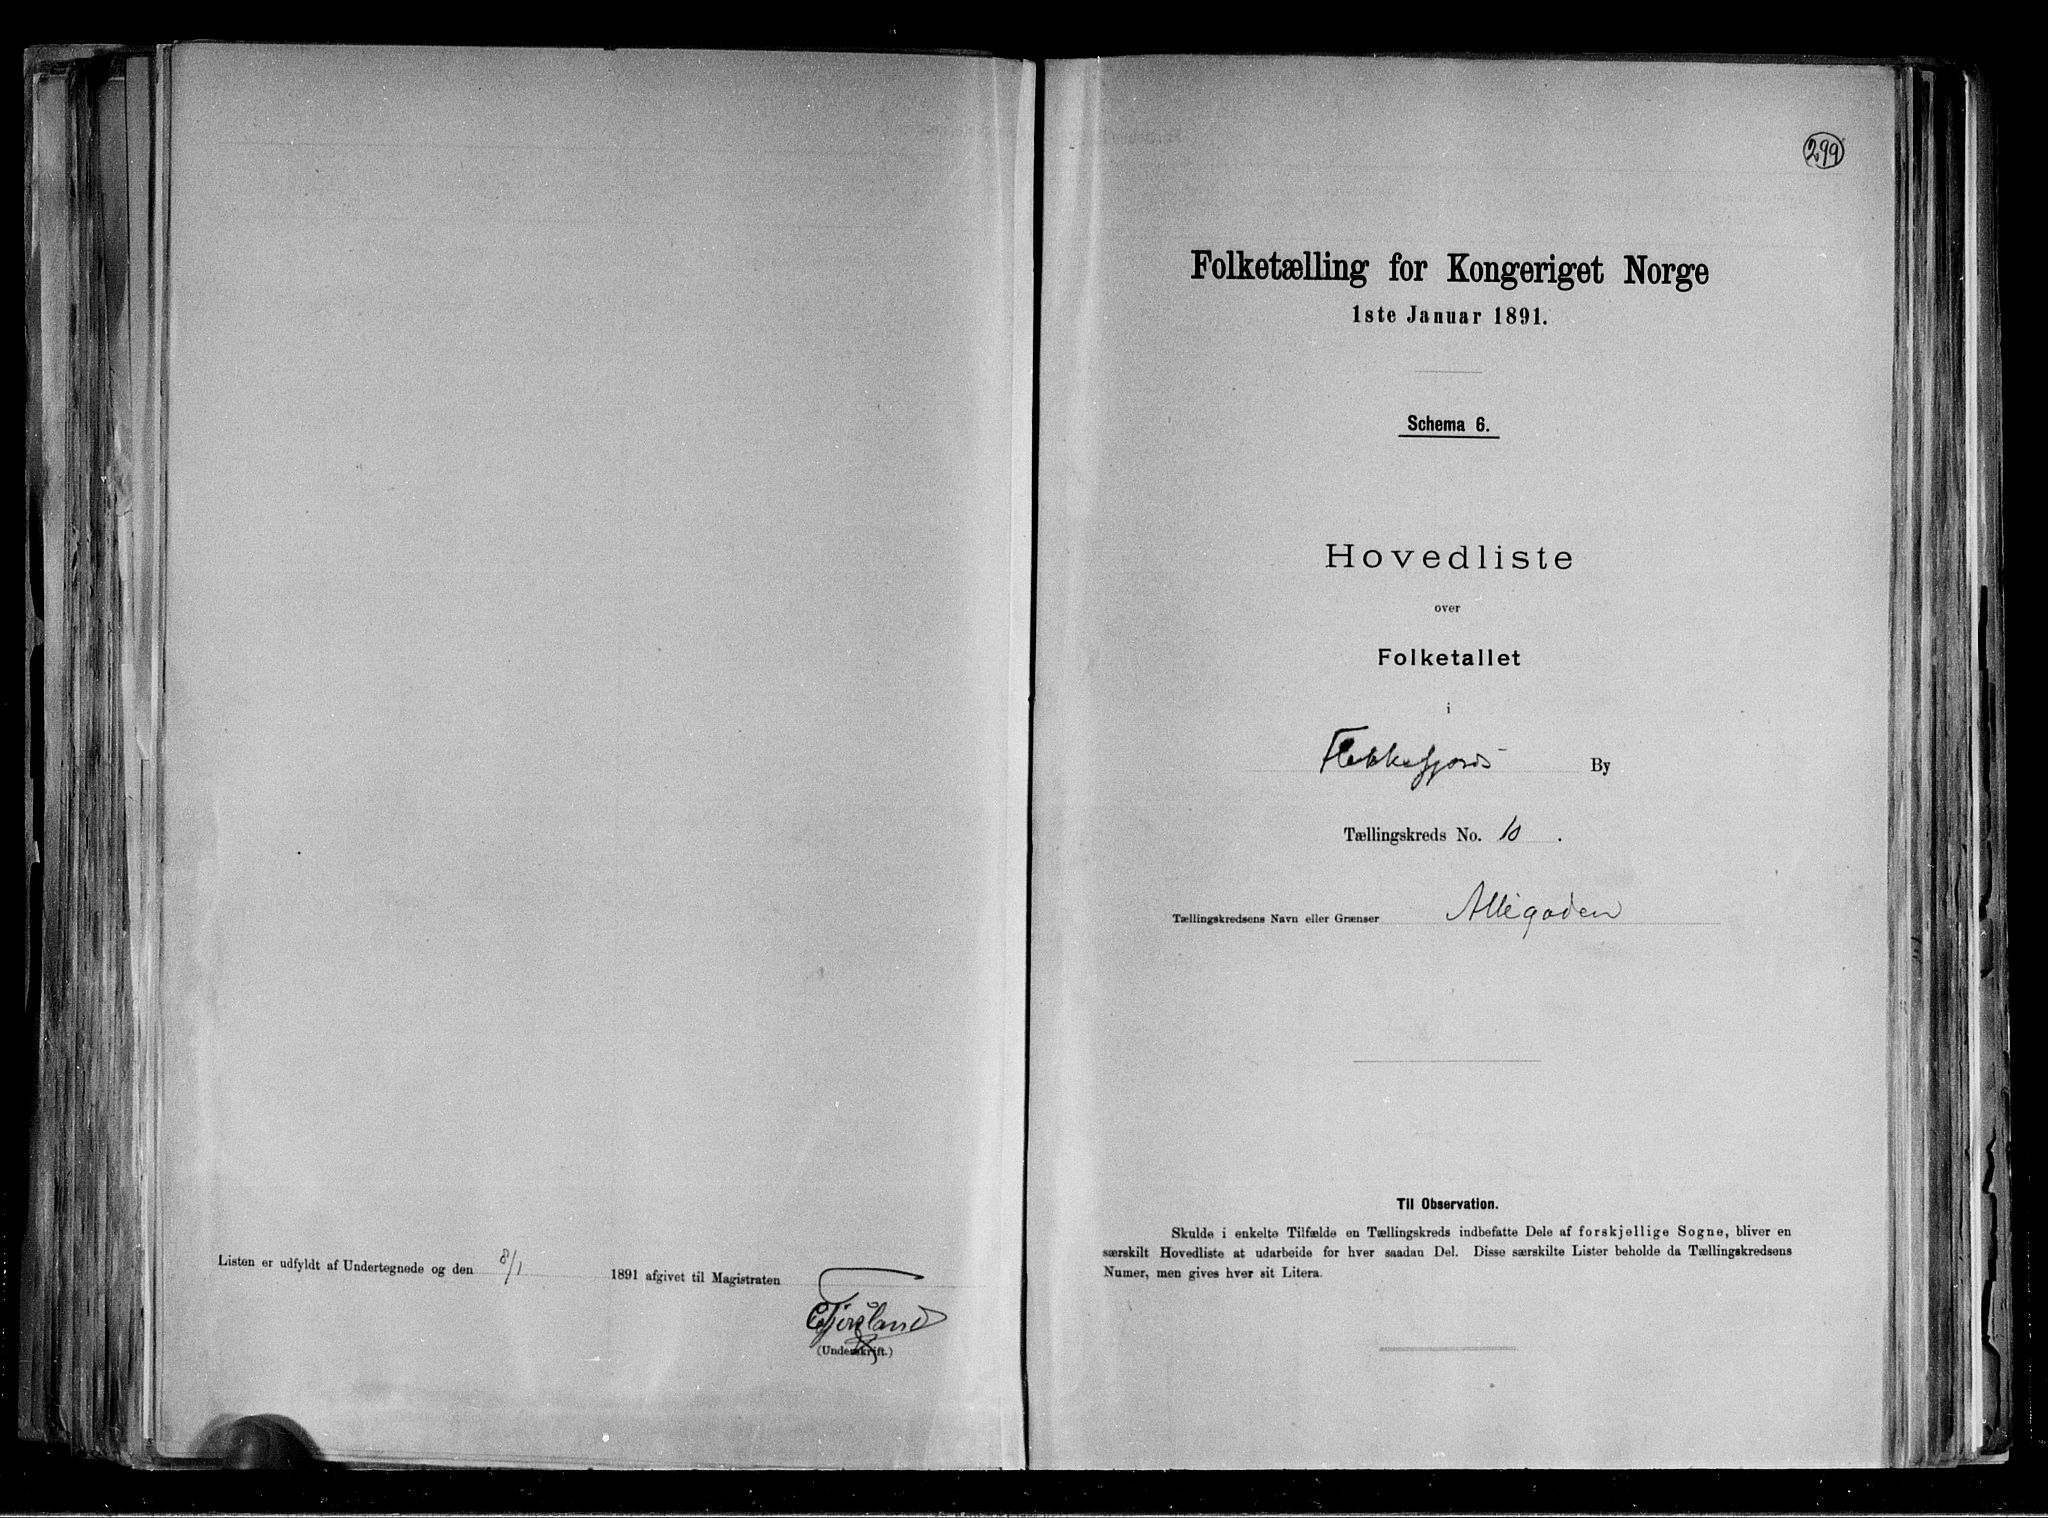 Listen er udfyldt af Undertegnede og den 8/1 1891 afgivet til Magistraten
(Underskrift.)
299
Folketælling for Kongeriget Norge
1ste Januar 1891.
Schema 6.
Hovedliste
over
Folketallet
i
Flekkefjords By
Tællingskreds No. 10.
Tællingskredsens Navn eller Grænser Allégaden
Til Observation.
Skulde i enkelte Tilfælde en Tællingskreds indbefatte Dele af forskjellige Sogne, bliver en
særskilt Hovedliste at udarbeide for hver saadan Del. Disse særskilte Lister beholde da Tællingskredsens
Numer, men gives hver sit Litera.